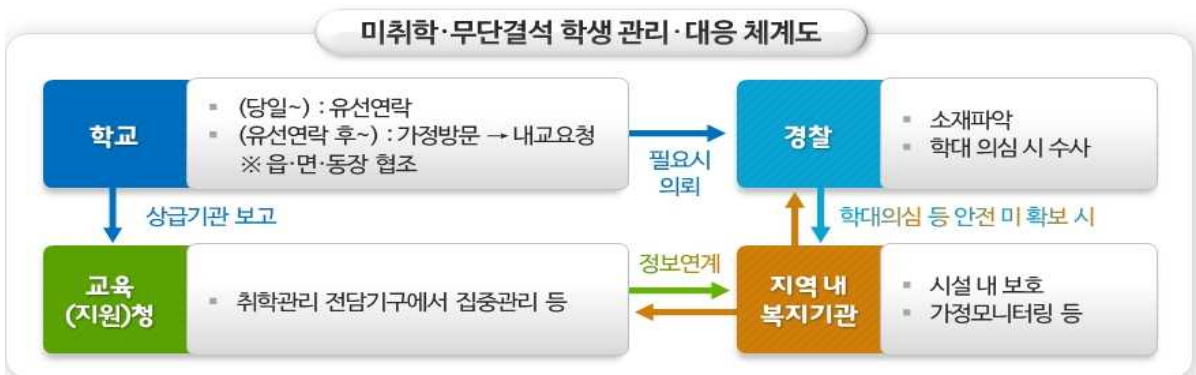 미취학·무단결석 학생 관리·대응 체계도
학교
▪ (당일~) : 유선연락
▪ (유선연락 후~) : 가정방문 → 내교요청
※ 읍·면·동장 협조
필요시
의뢰
경찰
▪ 소재파악
▪ 학대 의심 시 수사
상급기관 보고
학대의심 등 안전 미 확보 시
교육
(지원)청
▪ 취학관리 전담기구에서 집중관리 등
정보연계
지역 내
복지기관
▪ 시설 내 보호
▪ 가정모니터링 등